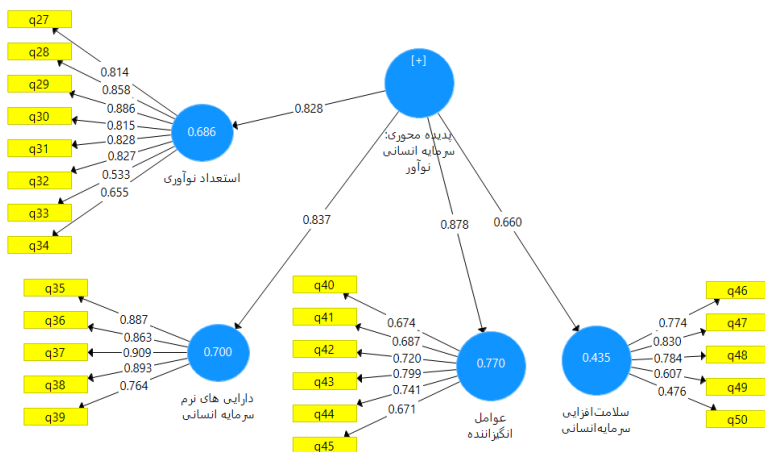 q27
q28
q29
q30
q31
q32
q33
q34
0.814
0.858
0.886
0.815
0.828
0.827
0.533
0.655
0.686
استعداد نوآوری
0.828
[+]
پدیده محوری:
سرمایه انسانی
نوآور
0.837
0.878
0.660
q35
q36
q37
q38
q39
0.887
0.863
0.909
0.893
0.764
0.700
دارایی های نرم
سرمایه انسانی
q40
q41
q42
q43
q44
q45
0.674
0.687
0.720
0.799
0.741
0.671
0.770
عوامل
انگیزاننده
0.435
سلامت‌افزایی
سرمایه‌انسانی
0.774
0.830
0.784
0.607
0.476
q46
q47
q48
q49
q50